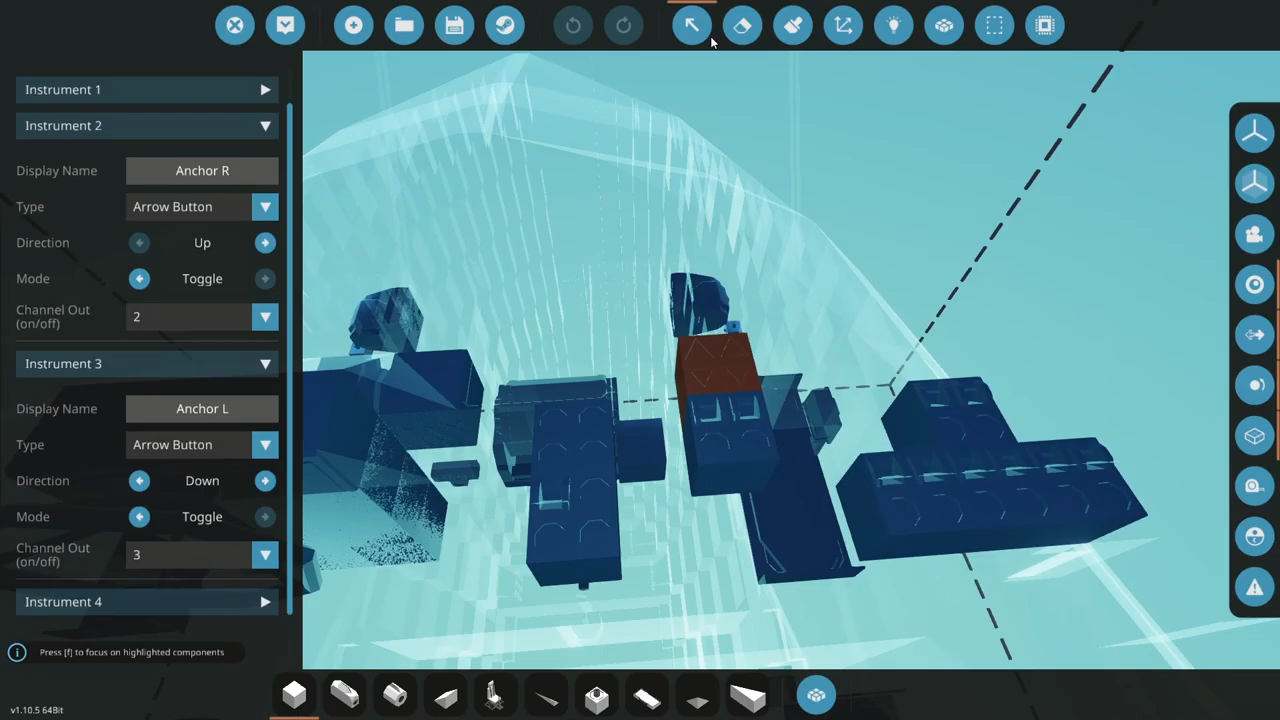 Instrument 1
Instrument 2
Display Name Anchor R
Type Arrow Button
Direction Up
Mode Toggle
Channel Out (on/off) 2
Instrument 3
Display Name Anchor L
Type Arrow Button
Direction Down
Mode Toggle
Channel Out (on/off) 3
Instrument 4
Press [f] to focus on highlighted components
v1.10.5 64Bit